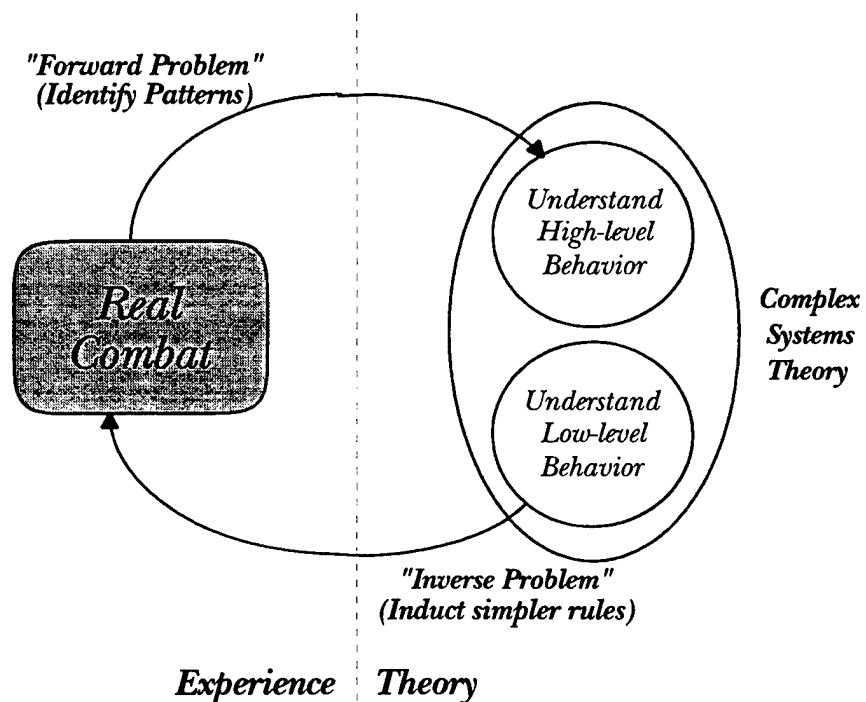 "Forward Problem"
(Identify Patterns)
Understand
High-level
Behavior
Real
Combat
Complex
Systems
Theory
Understand
Low-level
Behavior
"Inverse Problem"
(Induct simpler rules)
Experience
Theory